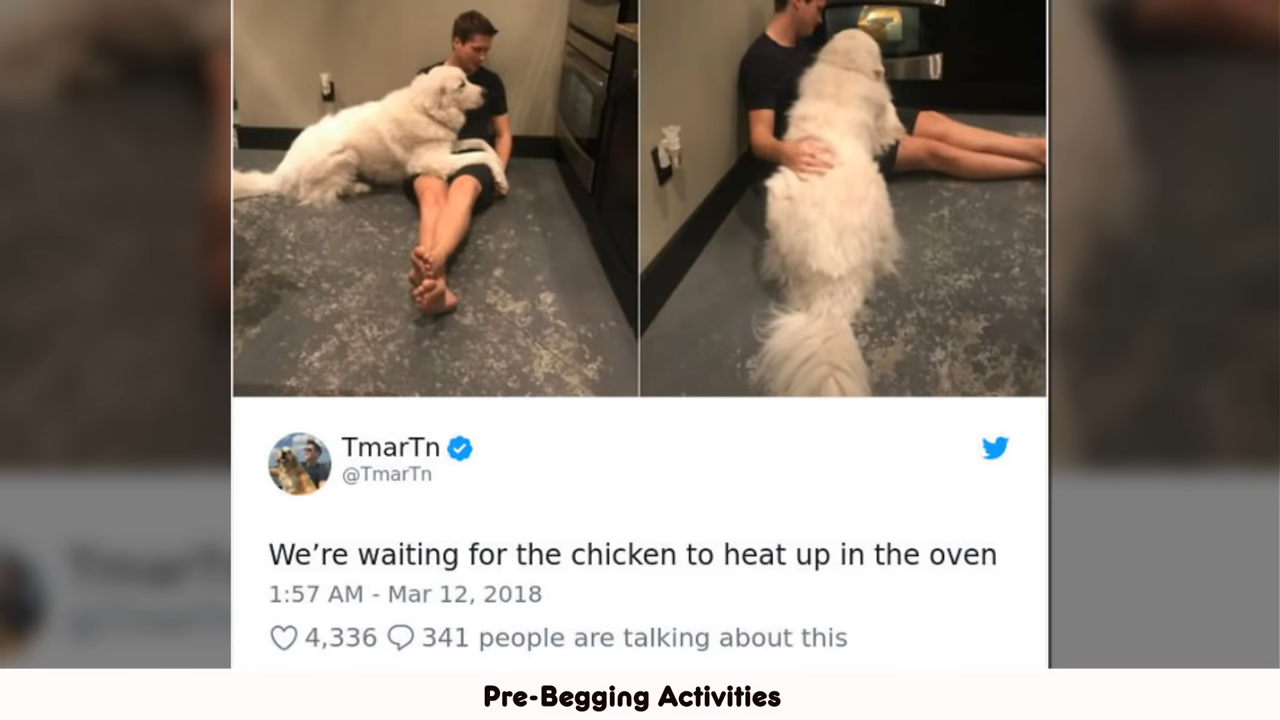 TmarTn
@TmarTn
We're waiting for the chicken to heat up in the oven
1:57 AM - Mar 12, 2018
4,336 341 people are talking about this
Pre-Begging Activities